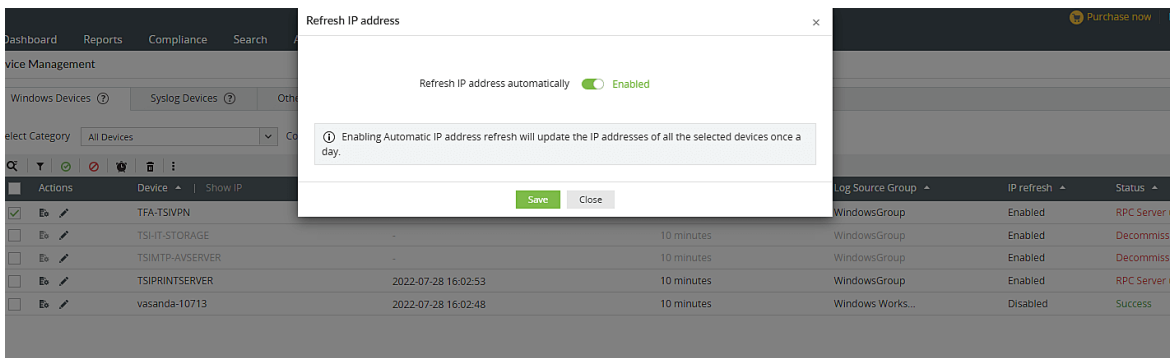 Refresh IP address
Purchase now
Dashboard Reports Compliance Search
vice Management
Refresh IP address automatically Enabled
Windows Devices Syslog Devices Othe
elect Category All Devices Co
Enabling Automatic IP address refresh will update the IP addresses of all the selected devices once a
day.
Save Close
Actions Device | Show IP Log Source Group IP refresh Status
TFA-TSIVPN WindowsGroup Enabled RPC Server
TSI-IT-STORAGE - 10 minutes WindowsGroup Enabled Decommiss
TSIMTP-AVSERVER - 10 minutes WindowsGroup Enabled Decommiss
TSIPRINTSERVER 2022-07-28 16:02:53 10 minutes WindowsGroup Enabled RPC Server
vasanda-10713 2022-07-28 16:02:48 10 minutes Windows Works... Disabled Success